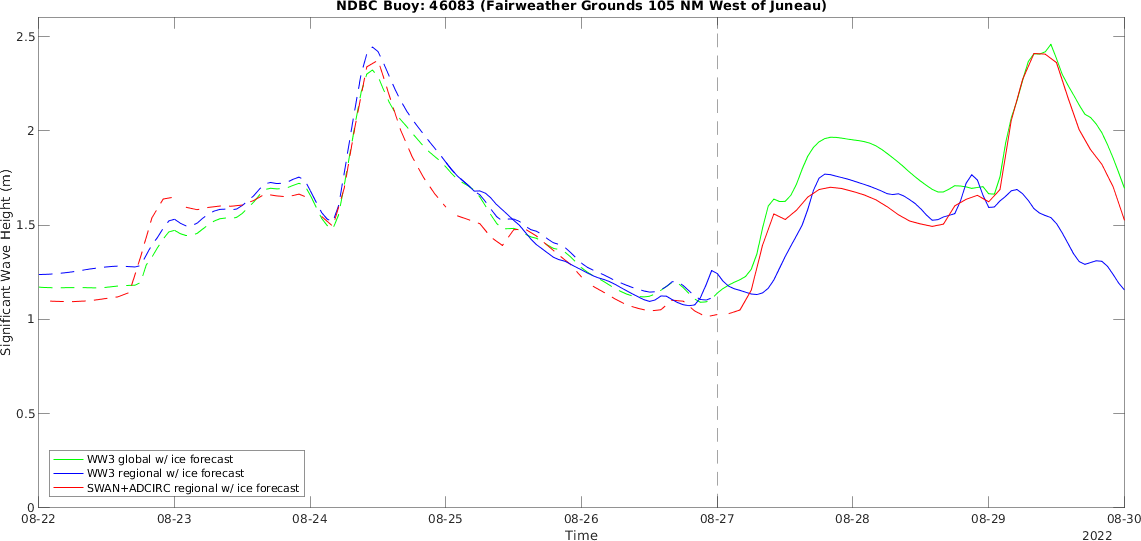 NDBC Buoy: 46083 (Fairweather Grounds 105 NM West of Juneau)
2.5
2
1.5
1
0.5
0
Significant Wave Height (m)
WW3 global w/ ice forecast
WW3 regional w/ ice forecast
SWAN+ADCIRC regional w/ ice forecast
08-22 08-23 08-24 08-25 08-26 08-27 08-28 08-29 08-30
Time
2022